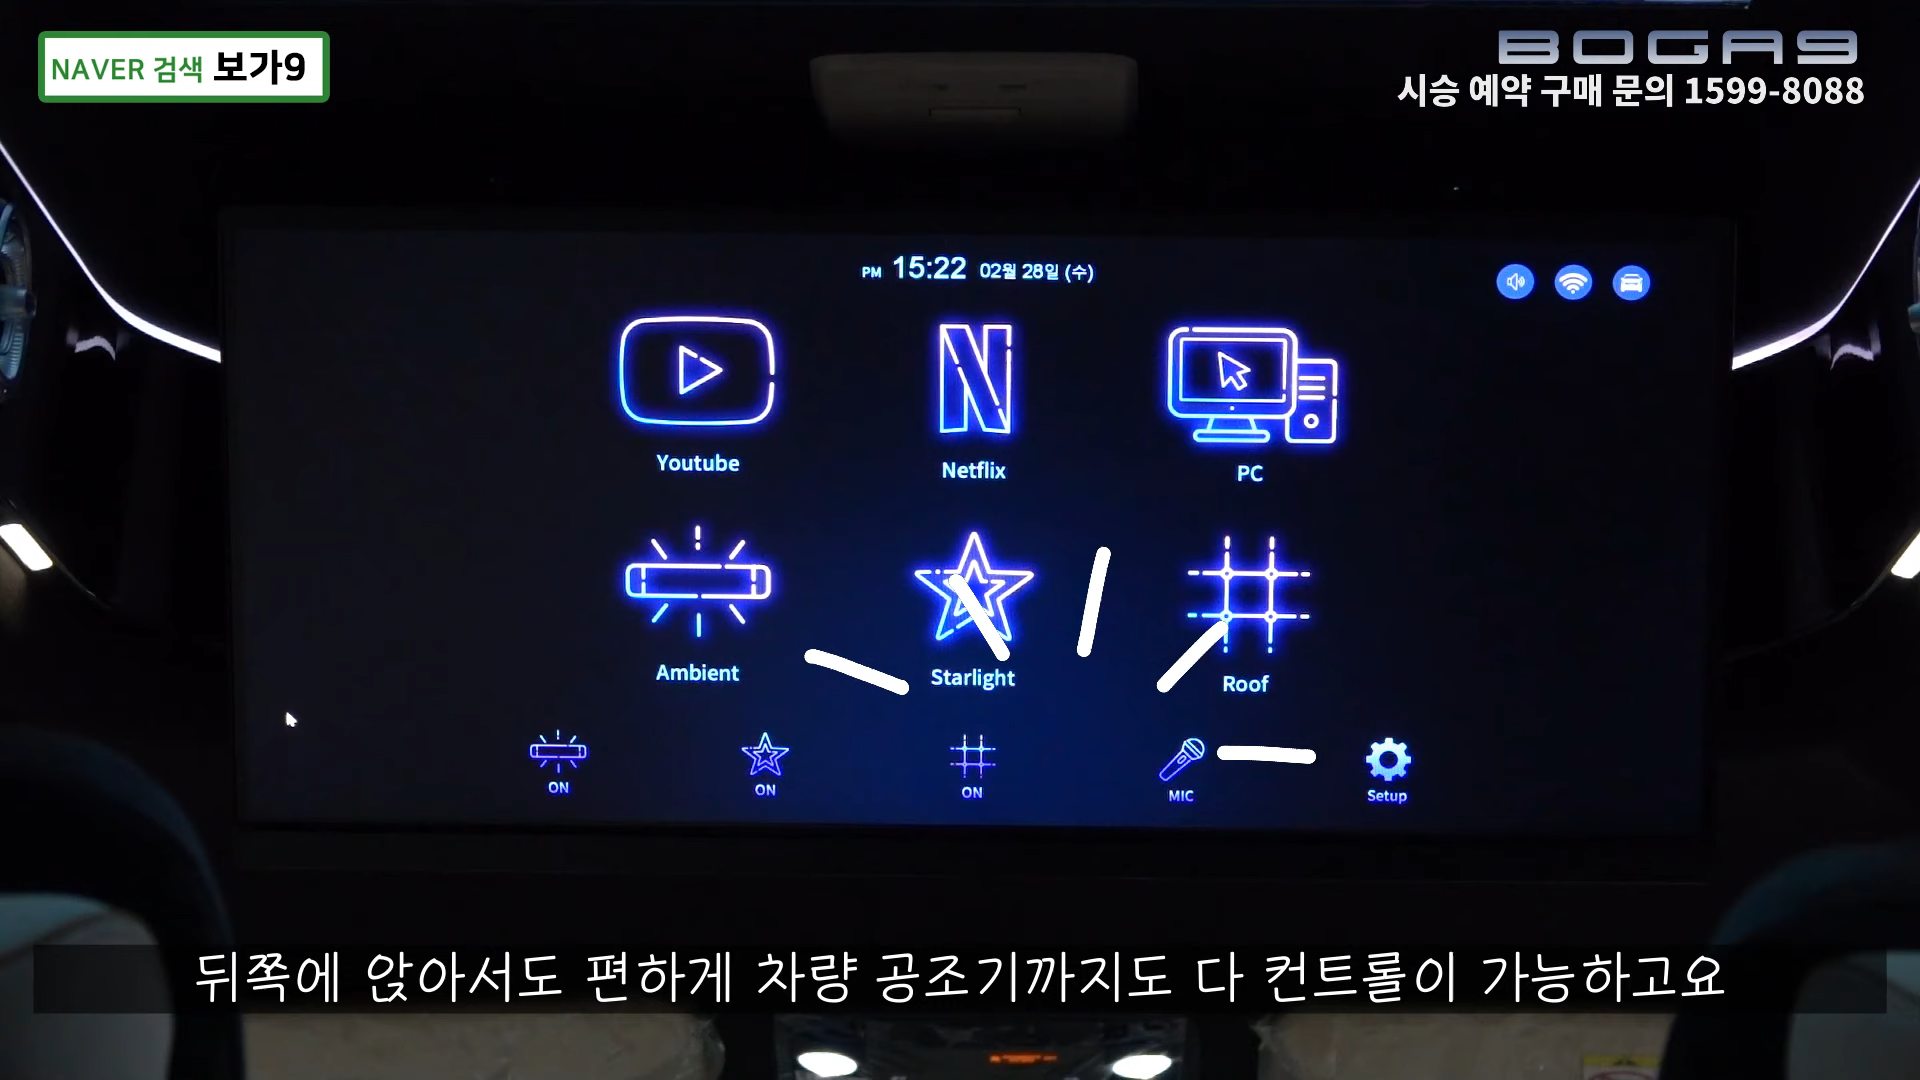 NAVER 검색 보가9
BOGA9
시승 예약 구매 문의 1599-8088
PM 15:22 02월 28일 (수)
Youtube
Netflix
PC
Ambient
Starlight
Roof
ON
ON
ON
MIC
Setup
뒤쪽에 앉아서도 편하게 차량 공조기까지도 다 컨트롤이 가능하고요